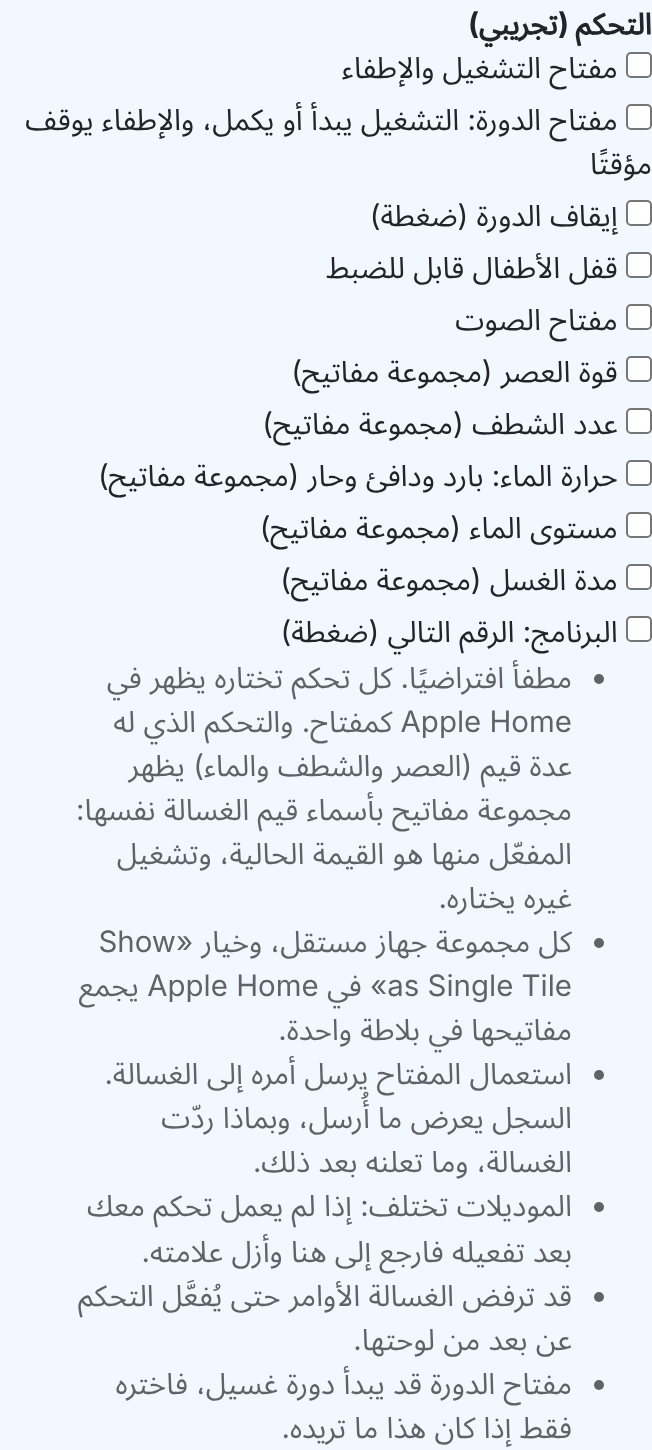 التحكم (تجريبي)
مفتاح التشغيل والإطفاء
مفتاح الدورة: التشغيل يبدأ أو يكمل، والإطفاء يوقف
مؤقتًا
إيقاف الدورة (ضغطة)
قفل الأطفال قابل للضبط
مفتاح الصوت
قوة العصر (مجموعة مفاتيح)
عدد الشطف (مجموعة مفاتيح)
حرارة الماء: بارد ودافئ وحار (مجموعة مفاتيح)
مستوى الماء (مجموعة مفاتيح)
مدة الغسل (مجموعة مفاتيح)
البرنامج: الرقم التالي (ضغطة)
• مطفأ افتراضيًا. كل تحكم تختاره يظهر في
Apple Home كمفتاح. والتحكم الذي له
عدة قيم (العصر والشطف والماء) يظهر
مجموعة مفاتيح بأسماء قيم الغسالة نفسها:
المفعّل منها هو القيمة الحالية، وتشغيل
غيره يختاره.
• كل مجموعة جهاز مستقل، وخيار «Show
as Single Tile» في Apple Home يجمع
مفاتيحها في بلاطة واحدة.
• استعمال المفتاح يرسل أمره إلى الغسالة.
السجل يعرض ما أُرسل، وبماذا ردّت
الغسالة، وما تعلنه بعد ذلك.
• الموديلات تختلف: إذا لم يعمل تحكم معك
بعد تفعيله فارجع إلى هنا وأزل علامته.
• قد ترفض الغسالة الأوامر حتى يُفعَّل التحكم
عن بعد من لوحتها.
• مفتاح الدورة قد يبدأ دورة غسيل، فاختره
فقط إذا كان هذا ما تريده.